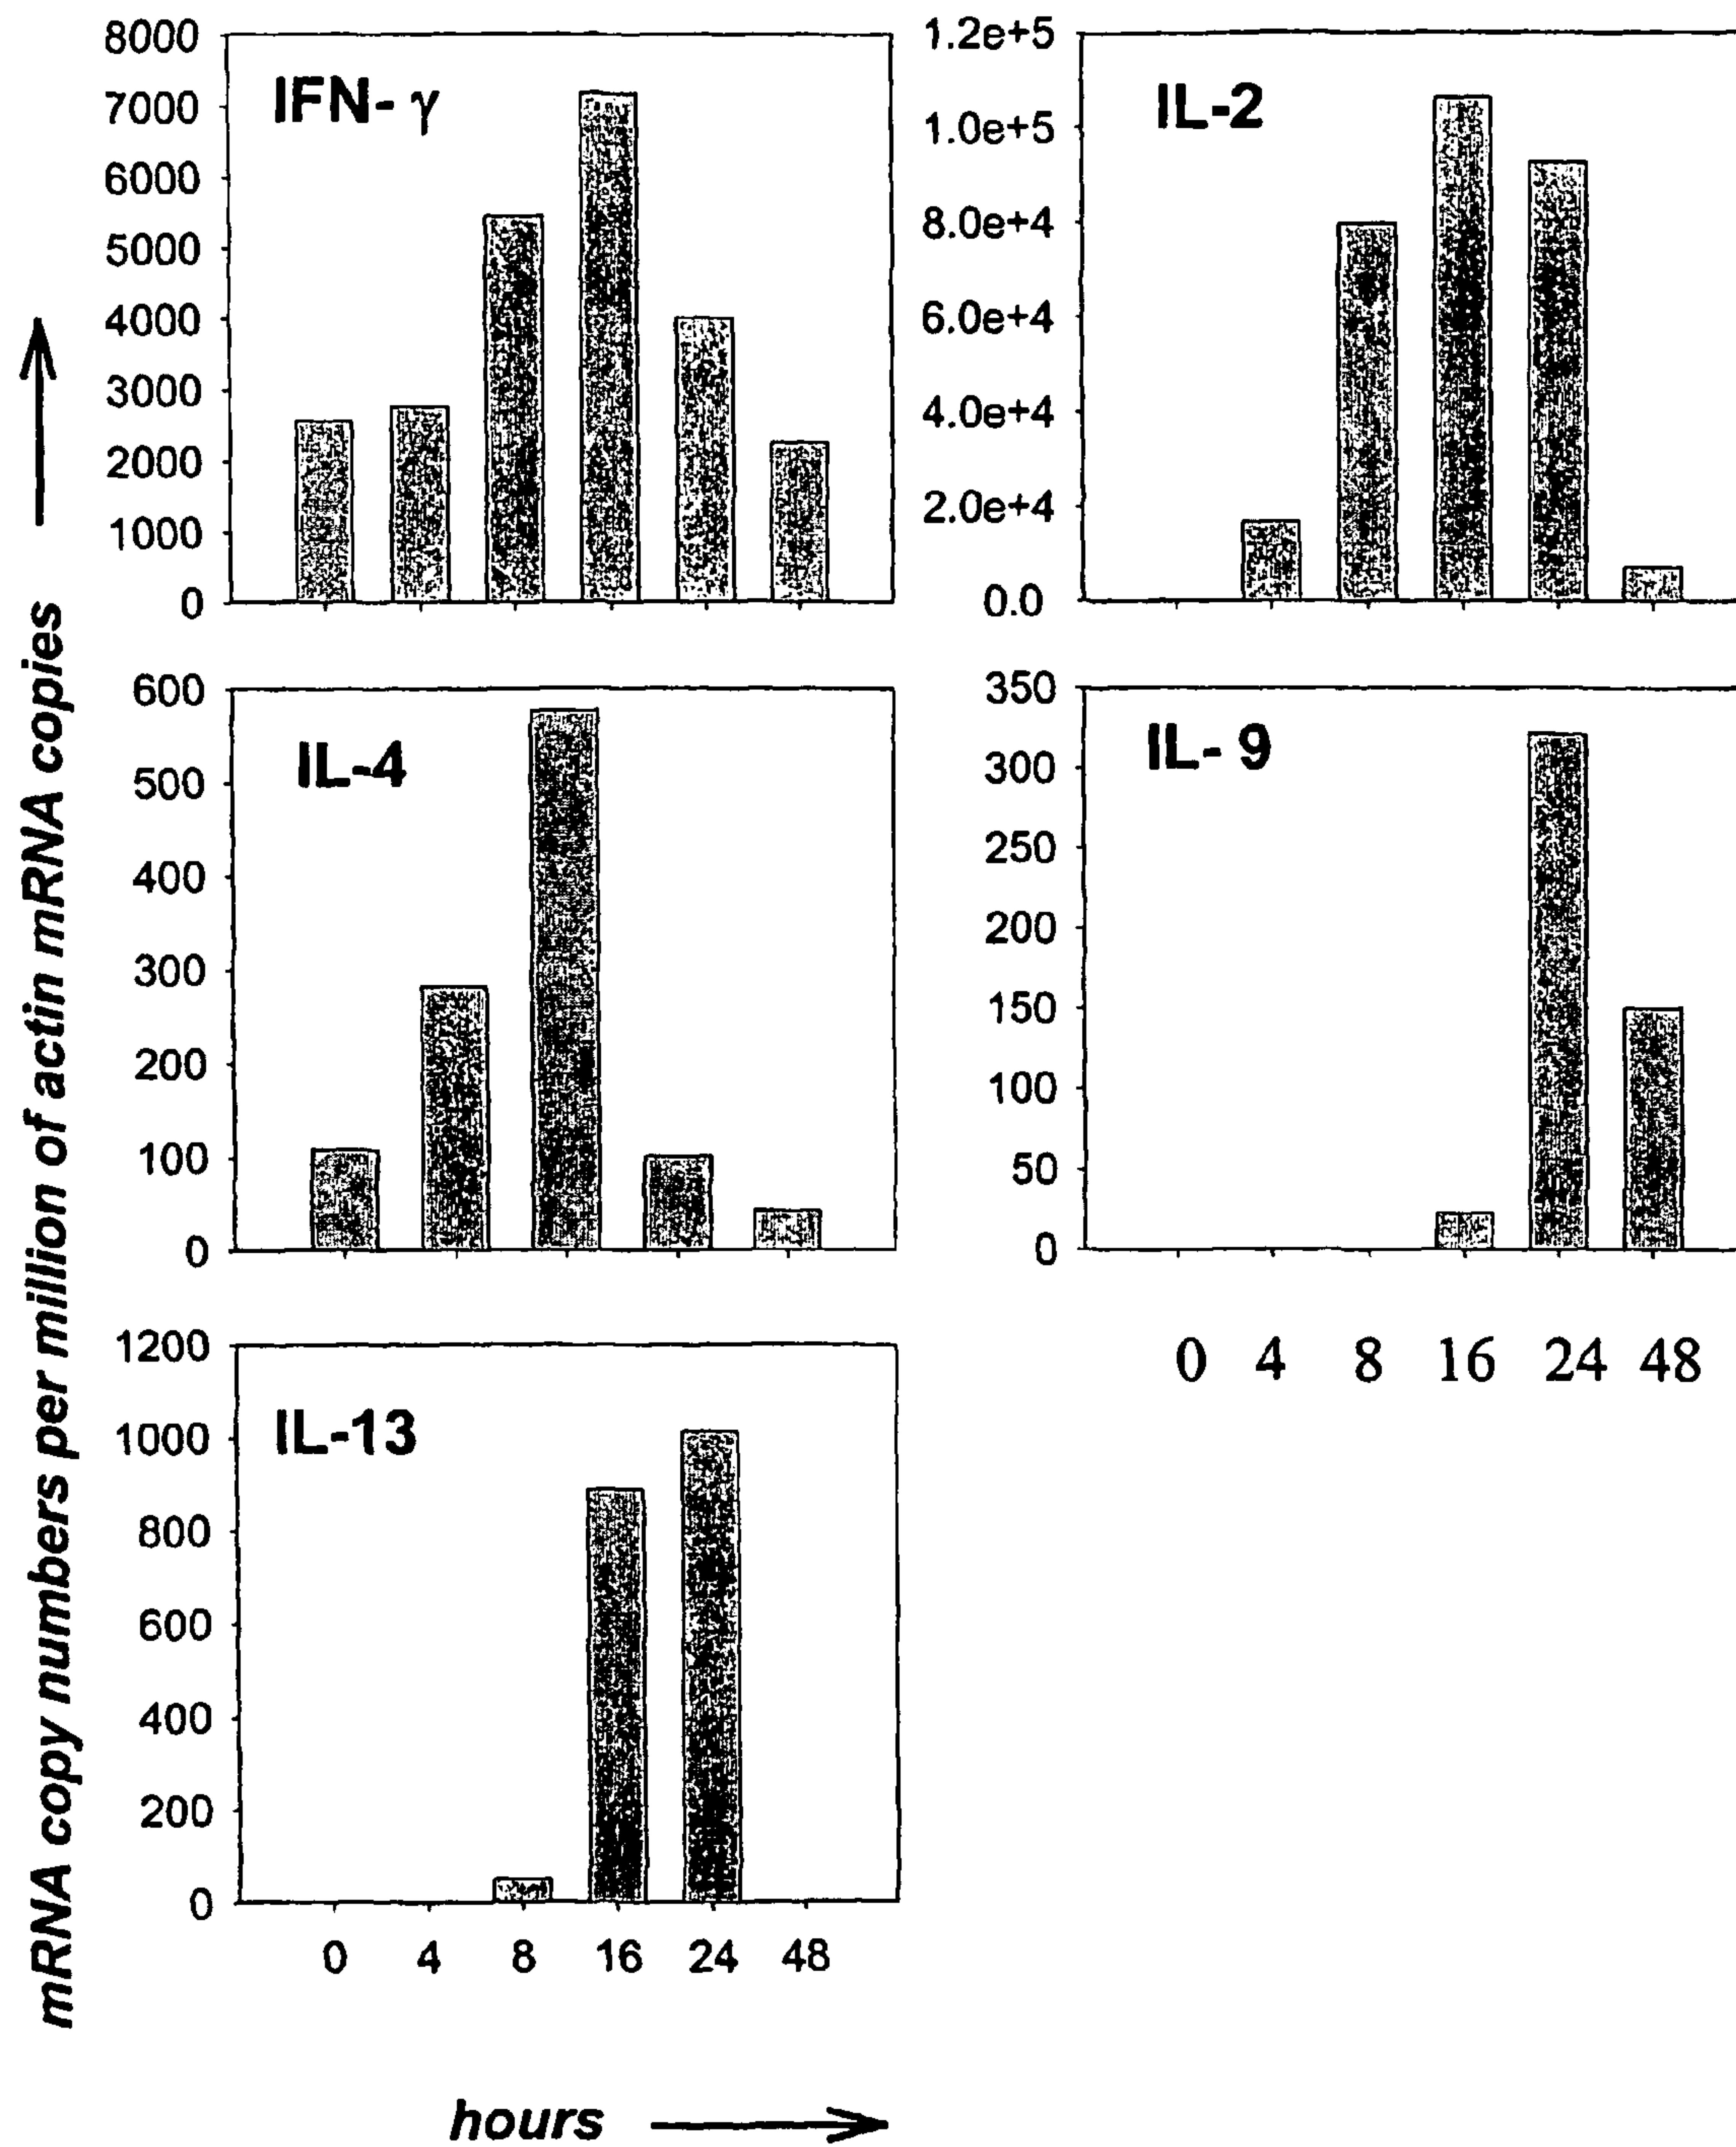 mRNA copy numbers per million of actin mRNA copies
8000
7000
6000
5000
4000
3000
2000
1000
0
IFN- γ
1.2e+5
1.0e+5
8.0e+4
6.0e+4
4.0e+4
2.0e+4
0.0
IL-2
600
500
400
300
200
100
0
IL-4
350
300
250
200
150
100
50
0
IL- 9
0 4 8 16 24 48
1200
1000
800
600
400
200
0
IL-13
0 4 8 16 24 48
hours